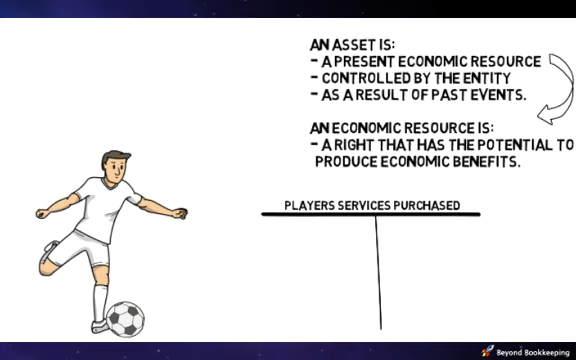 AN ASSET IS:
- A PRESENT ECONOMIC RESOURCE
- CONTROLLED BY THE ENTITY
- AS A RESULT OF PAST EVENTS.
AN ECONOMIC RESOURCE IS:
- A RIGHT THAT HAS THE POTENTIAL TO
PRODUCE ECONOMIC BENEFITS.
PLAYERS SERVICES PURCHASED
Beyond Bookkeeping